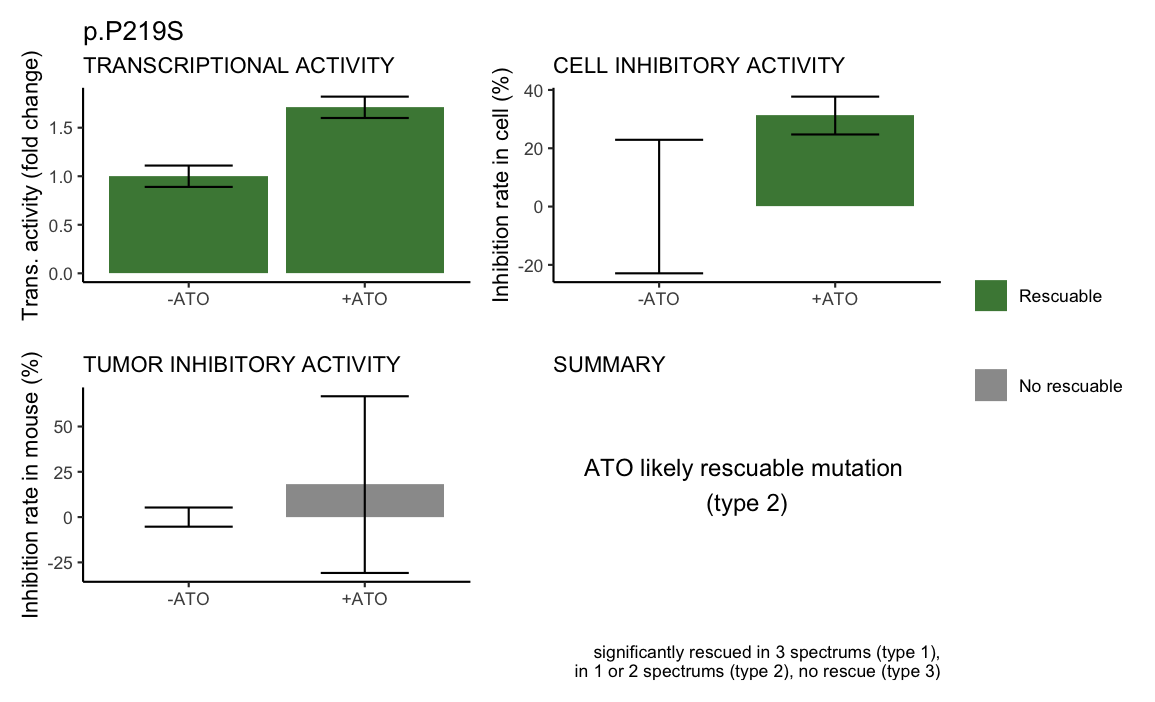 p.P219S
TRANSCRIPTIONAL ACTIVITY
Trans. activity (fold change)
1.5
1.0
0.5
0.0
-ATO
+ATO
CELL INHIBITORY ACTIVITY
Inhibition rate in cell (%)
40
20
0
-20
-ATO
+ATO
Rescuable
No rescuable
TUMOR INHIBITORY ACTIVITY
Inhibition rate in mouse (%)
50
25
0
-25
-ATO
+ATO
SUMMARY
ATO likely rescuable mutation
(type 2)
significantly rescued in 3 spectrums (type 1),
in 1 or 2 spectrums (type 2), no rescue (type 3)